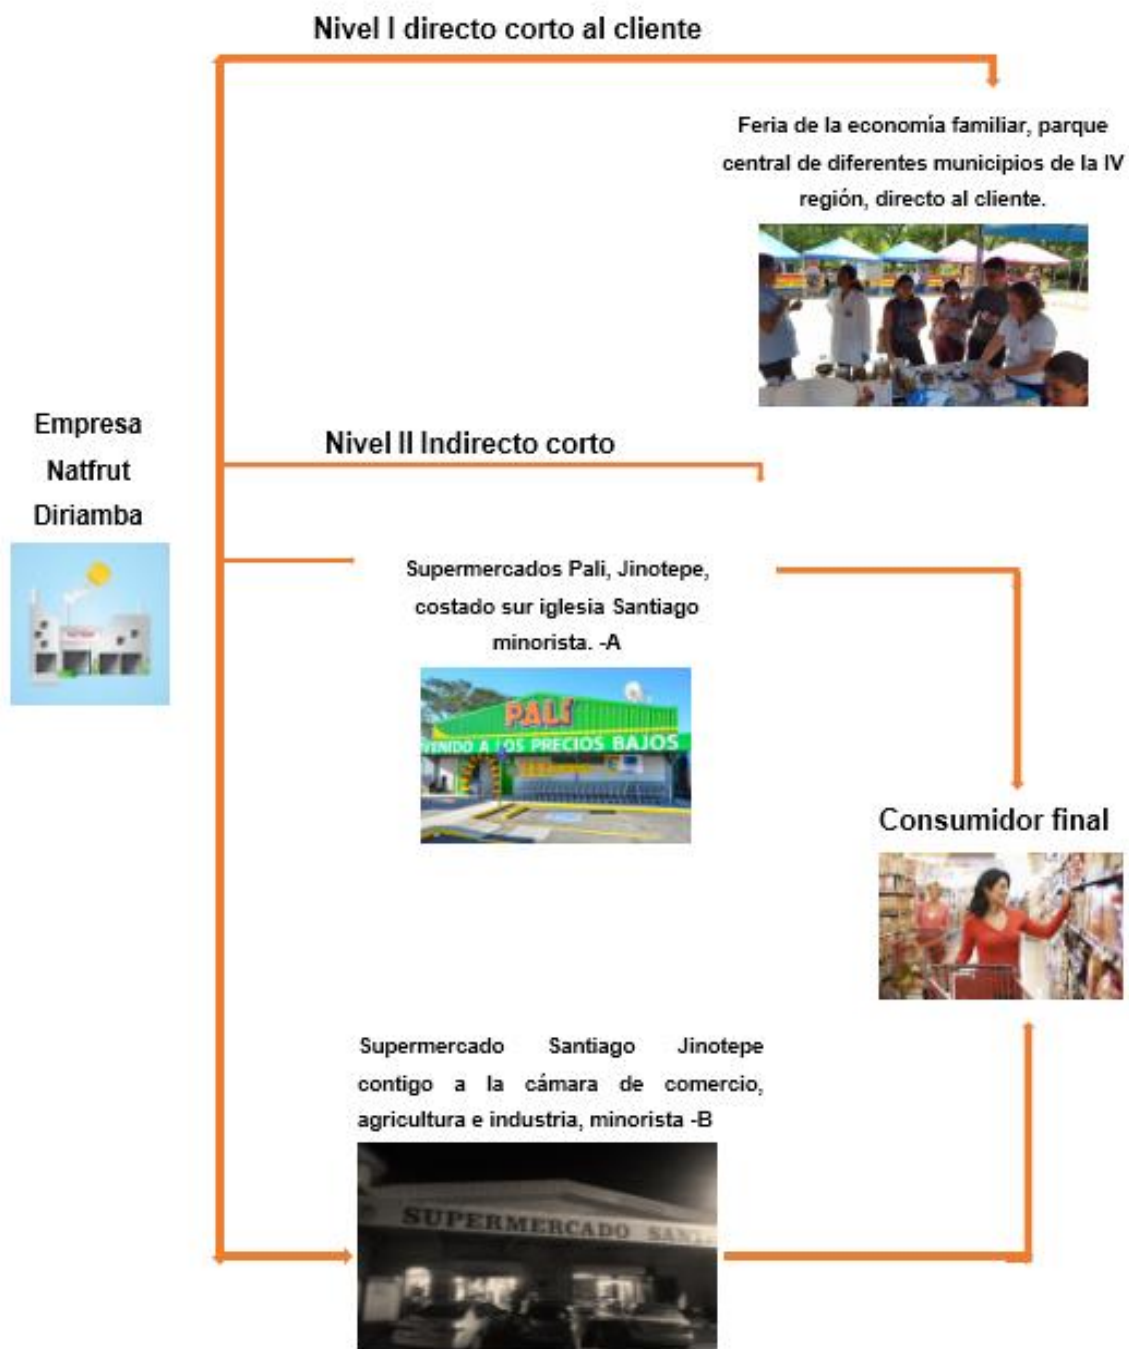 Nivel I directo corto al cliente
Feria de la economía familiar, parque
central de diferentes municipios de la IV
región, directo al cliente.
Empresa
Natfrut
Diriamba
Nivel II Indirecto corto
Supermercados Pali, Jinotepe,
costado sur iglesia Santiago
minorista. -A
PALÍ
VENIDO A LOS PRECIOS BAJOS
Consumidor final
Supermercado Santiago Jinotepe
contigo a la cámara de comercio,
agricultura e industria, minorista -B
SUPERMERCADO SANT